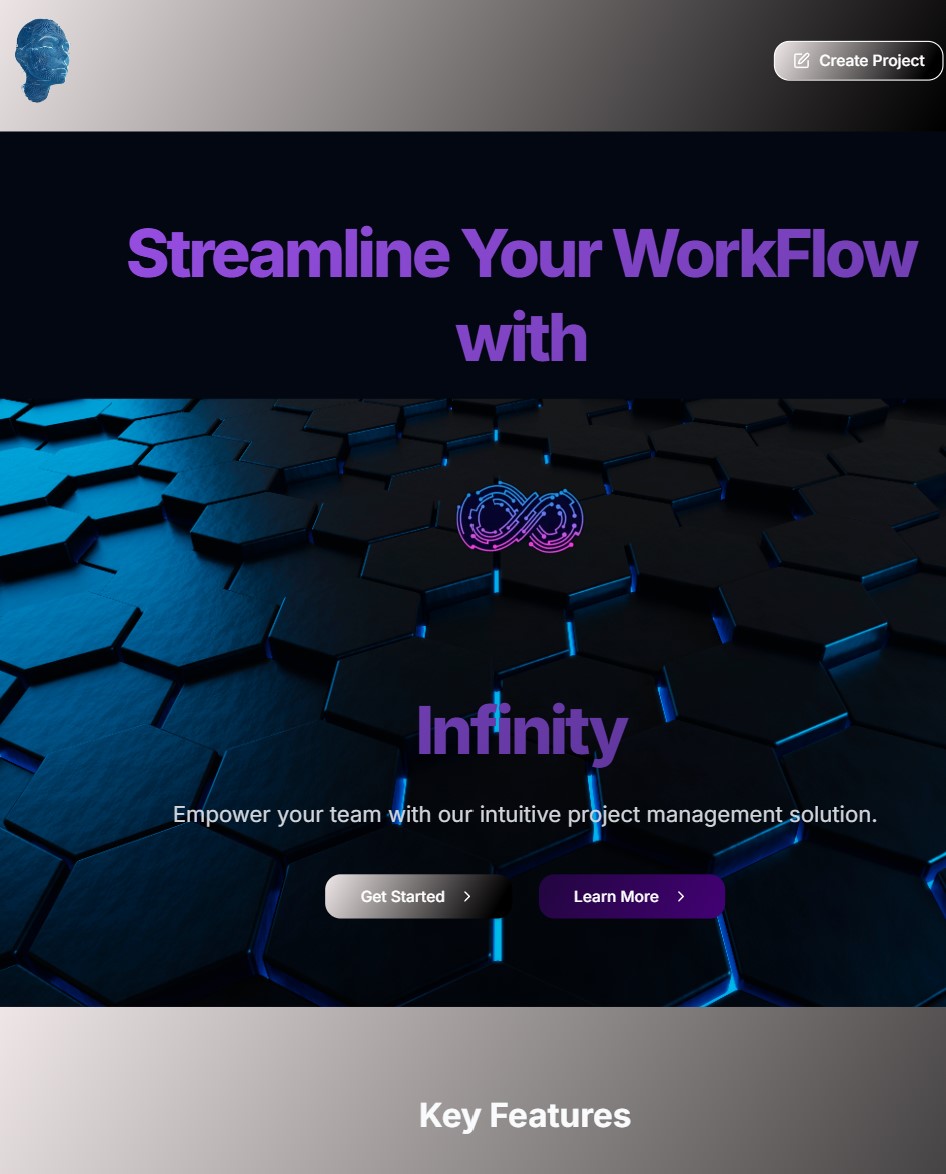 Create Project
Streamline Your WorkFlow
with
Infinity
Empower your team with our intuitive project management solution.
Get Started
Learn More
Key Features